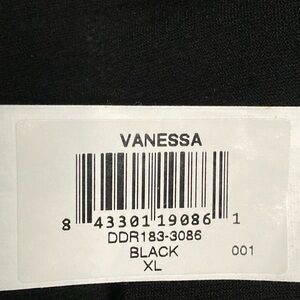 VANESSA
8 43301 19086 1
DDR183-3086
BLACK 001
XL